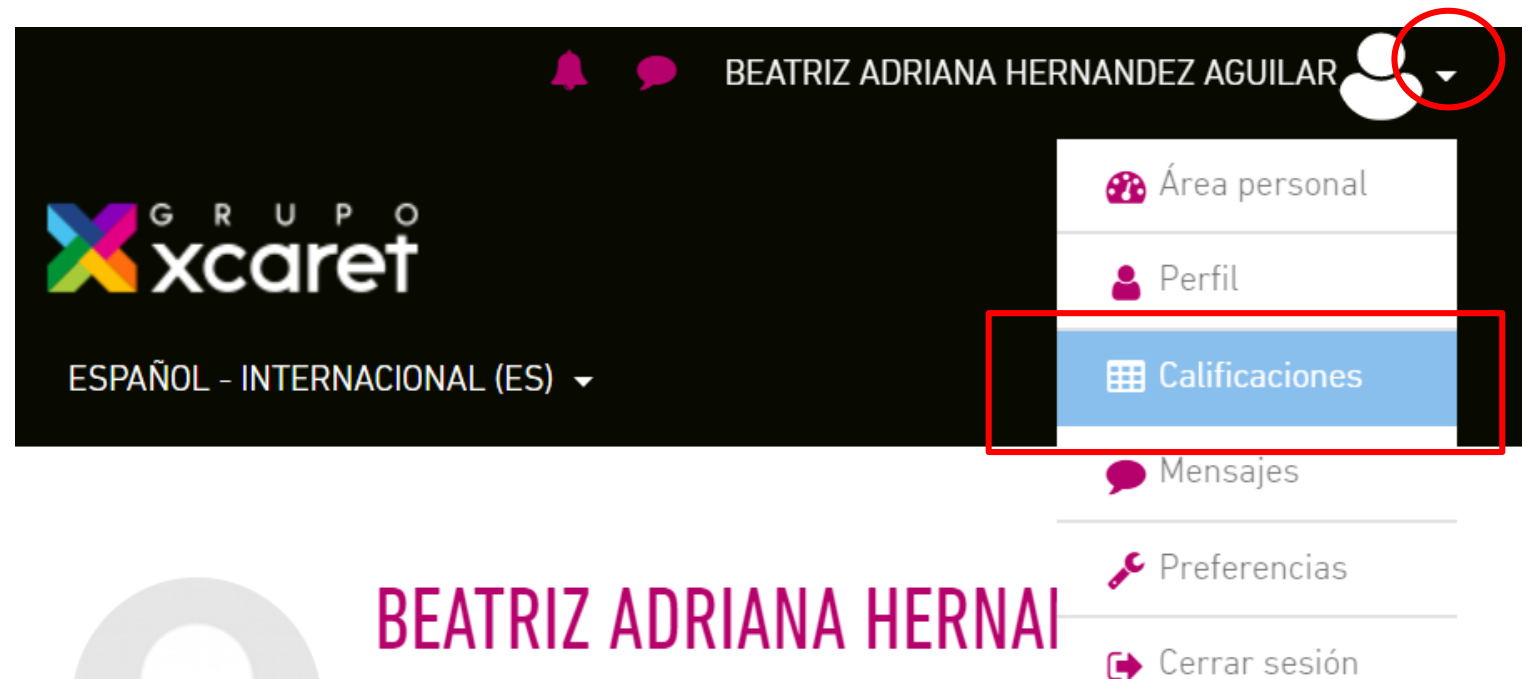 BEATRIZ ADRIANA HERNANDEZ AGUILAR
Área personal
GRUPO
xcaret
Perfil
ESPAÑOL - INTERNACIONAL (ES)
Calificaciones
Mensajes
Preferencias
BEATRIZ ADRIANA HERNA
Cerrar sesión